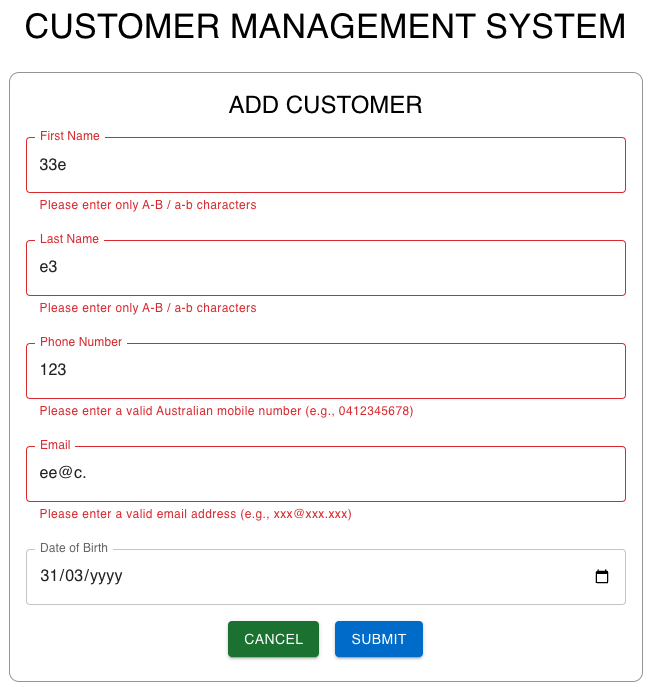 CUSTOMER MANAGEMENT SYSTEM
ADD CUSTOMER
First Name
33e
Please enter only A-B / a-b characters
Last Name
e3
Please enter only A-B / a-b characters
Phone Number
123
Please enter a valid Australian mobile number (e.g., 0412345678)
Email
ee@c.
Please enter a valid email address (e.g., xxx@xxx.xxx)
Date of Birth
31/03/yyyy
CANCEL SUBMIT